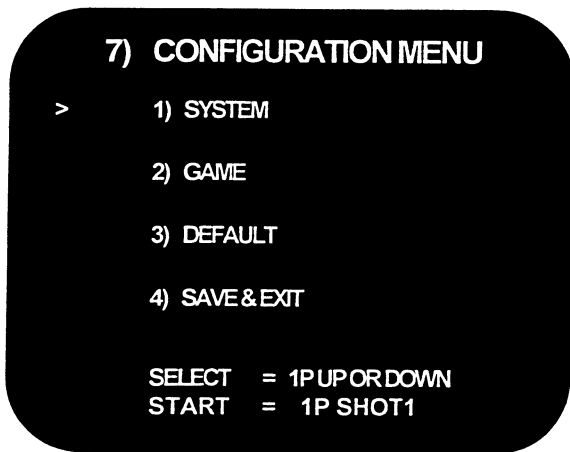 7) CONFIGURATION MENU
> 1) SYSTEM
2) GAME
3) DEFAULT
4) SAVE & EXIT
SELECT = 1P UP OR DOWN
START = 1P SHOT1